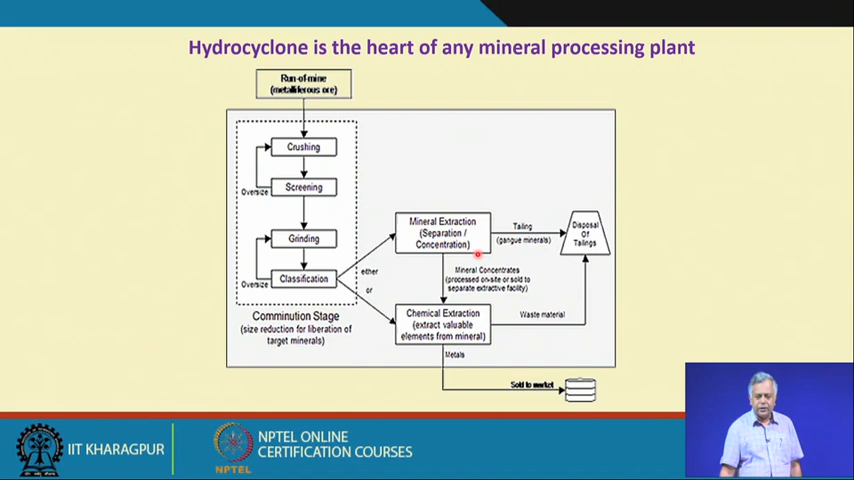 Hydrocyclone is the heart of any mineral processing plant
Run-of-mine
(metalliferous ore)
Crushing
Oversize
Screening
Grinding
Oversize
Classification
Comminution Stage
(size reduction for liberation of
target minerals)
either
or
Mineral Extraction
(Separation /
Concentration)
Tailing
(gangue minerals)
Disposal
Of
Tailings
Mineral Concentrates
(processed on-site or sold to
separate extractive facility)
Chemical Extraction
(extract valuable
elements from mineral)
Waste material
Metals
Sold to market
IIT KHARAGPUR
NPTEL
NPTEL ONLINE
CERTIFICATION COURSES